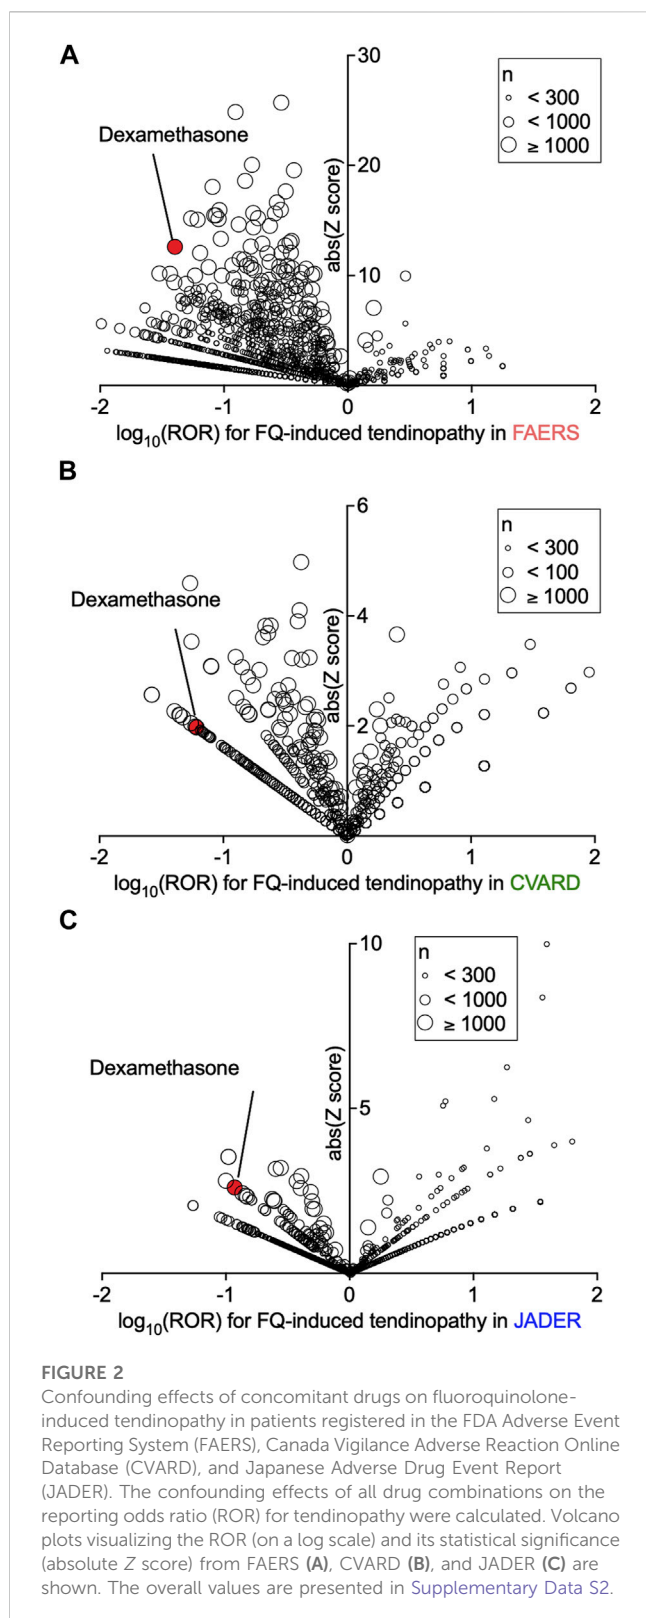 A
30
n
< 300
< 1000
≥ 1000
Dexamethasone
abs(Z score)
20
10
-2 -1 0 1 2
log10(ROR) for FQ-induced tendinopathy in FAERS
B
6
n
< 300
< 100
≥ 1000
Dexamethasone
abs(Z score)
4
2
-2 -1 0 1 2
log10(ROR) for FQ-induced tendinopathy in CVARD
C
10
n
< 300
< 1000
≥ 1000
Dexamethasone
abs(Z score)
5
-2 -1 0 1 2
log10(ROR) for FQ-induced tendinopathy in JADER
FIGURE 2
Confounding effects of concomitant drugs on fluoroquinolone-
induced tendinopathy in patients registered in the FDA Adverse Event
Reporting System (FAERS), Canada Vigilance Adverse Reaction Online
Database (CVARD), and Japanese Adverse Drug Event Report
(JADER). The confounding effects of all drug combinations on the
reporting odds ratio (ROR) for tendinopathy were calculated. Volcano
plots visualizing the ROR (on a log scale) and its statistical significance
(absolute Z score) from FAERS (A), CVARD (B), and JADER (C) are
shown. The overall values are presented in Supplementary Data S2.